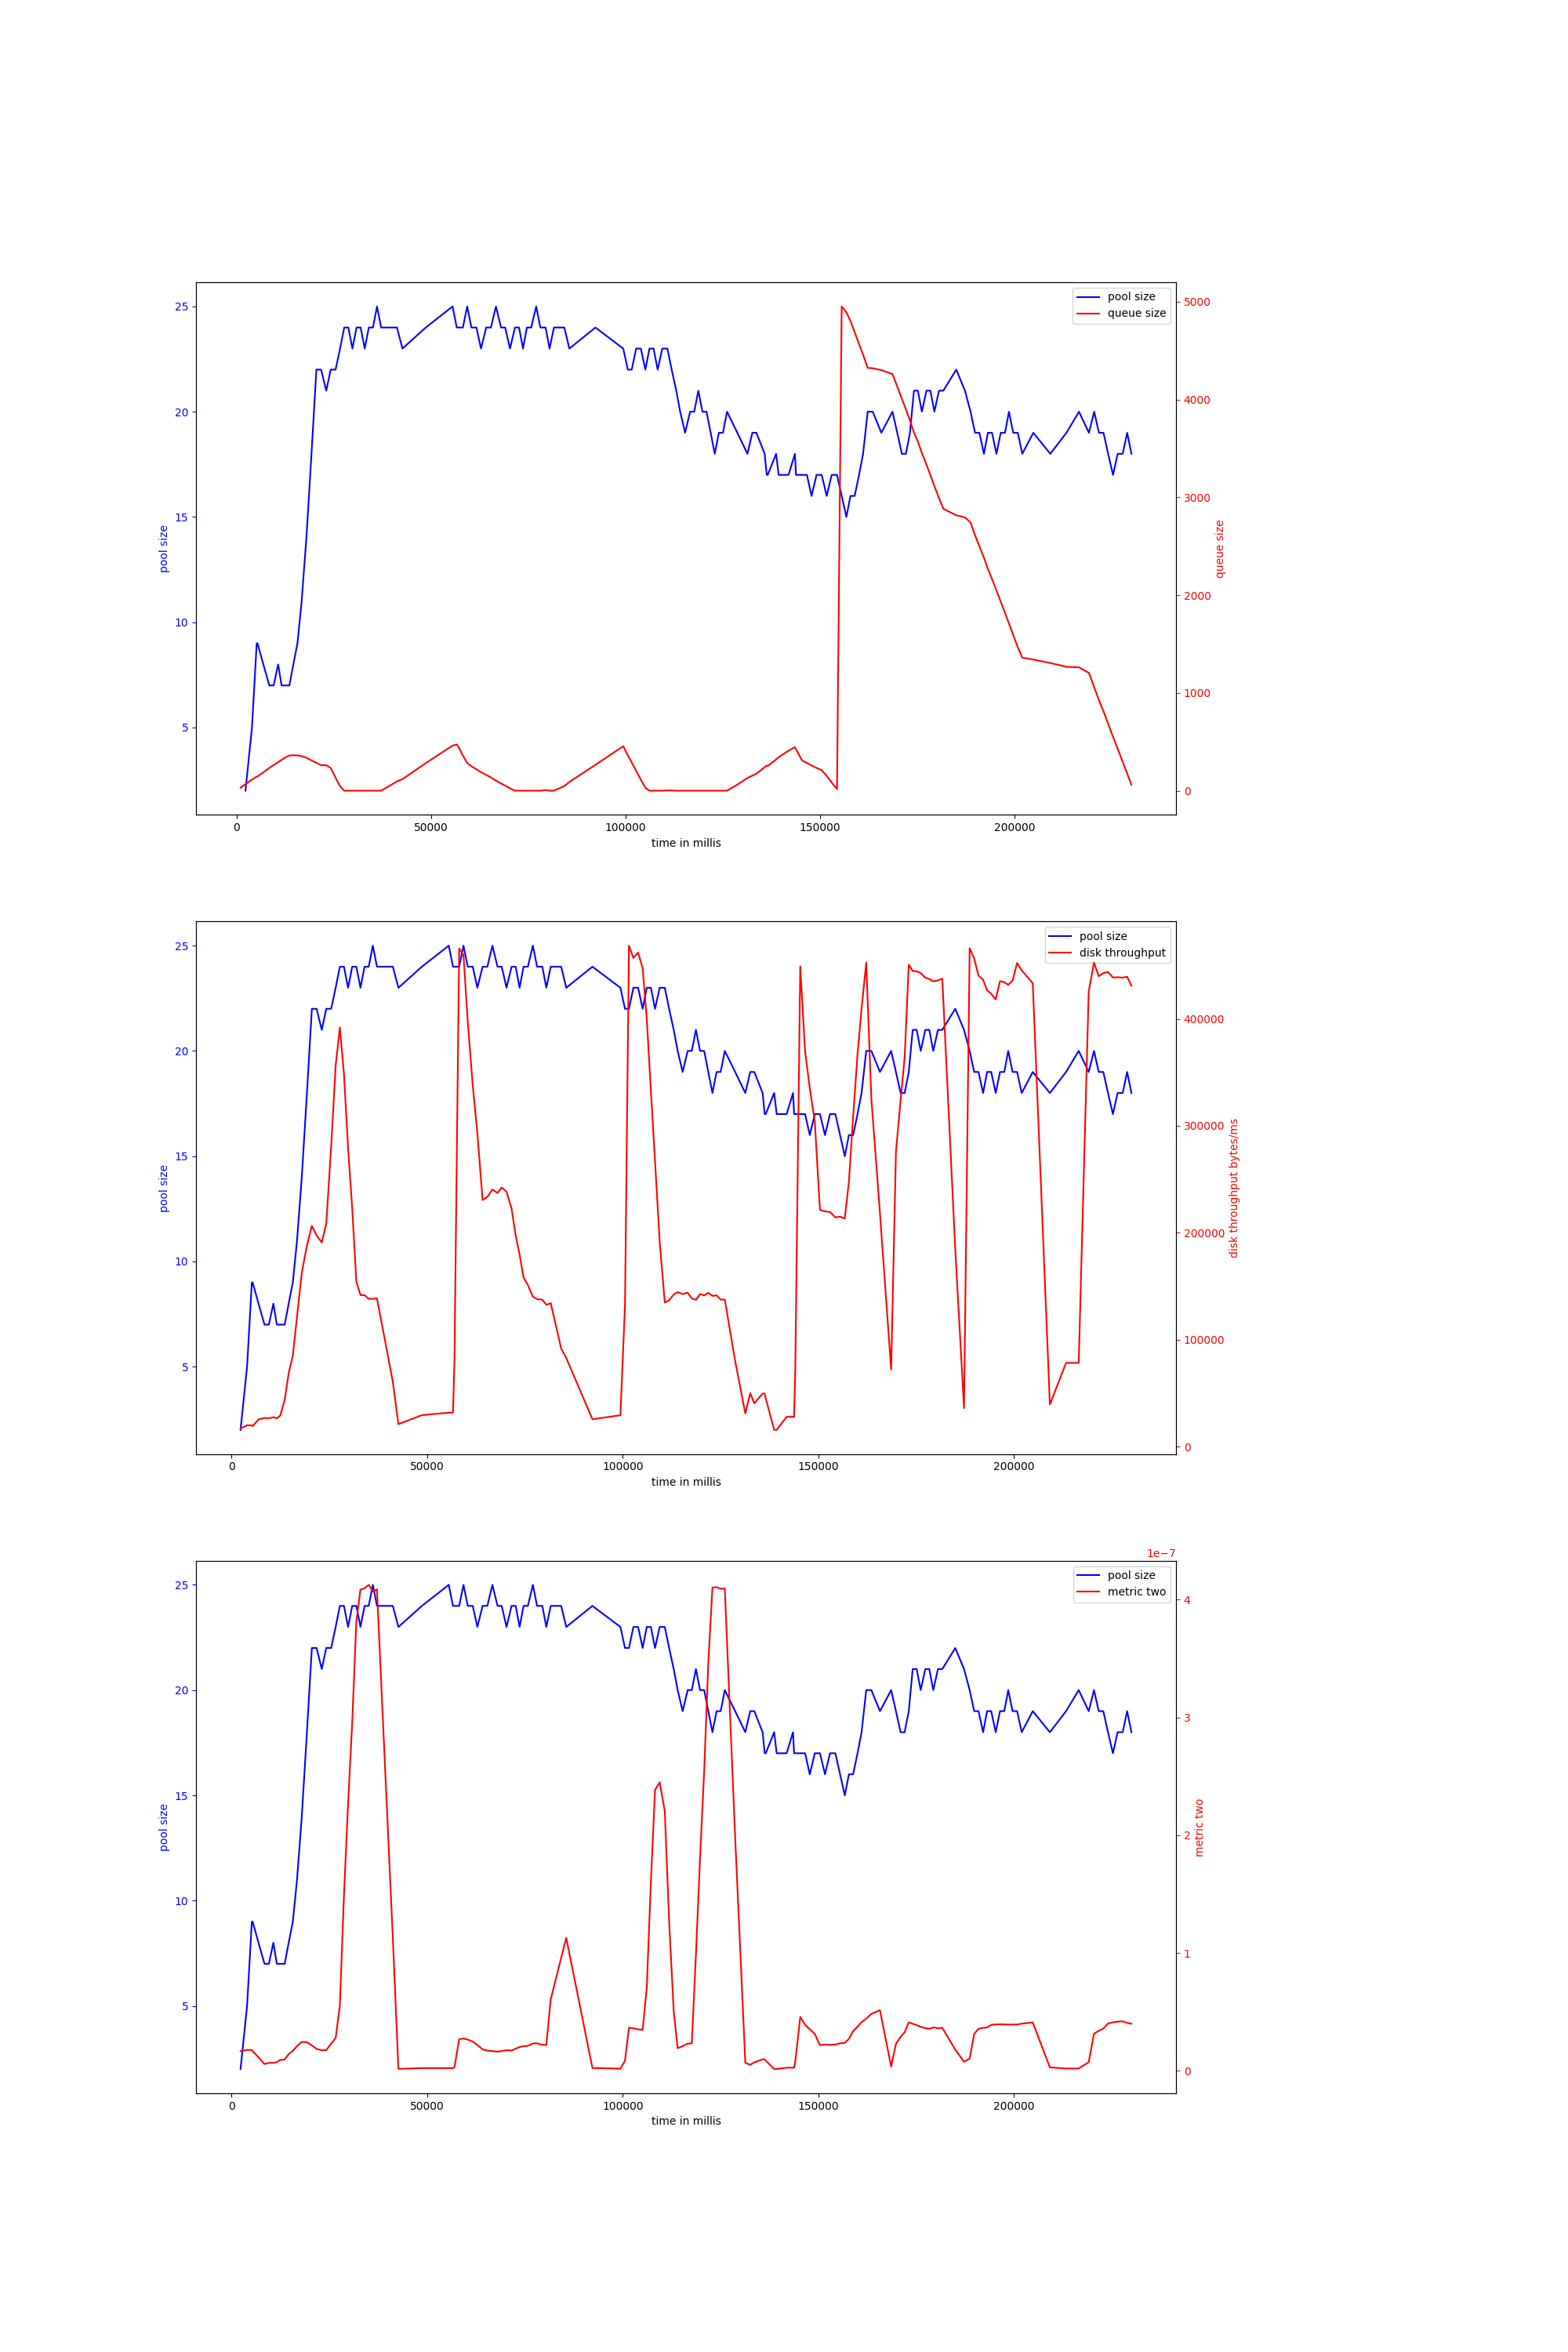 pool size
queue size
25
20
15
10
5
pool size
5000
4000
3000
2000
1000
0
queue size
0 50000 100000 150000 200000
time in millis
pool size
disk throughput
25
20
15
10
5
pool size
400000
300000
200000
100000
0
disk throughput bytes/ms
0 50000 100000 150000 200000
time in millis
1e−7
pool size
metric two
25
20
15
10
5
pool size
4
3
2
1
0
metric two
0 50000 100000 150000 200000
time in millis